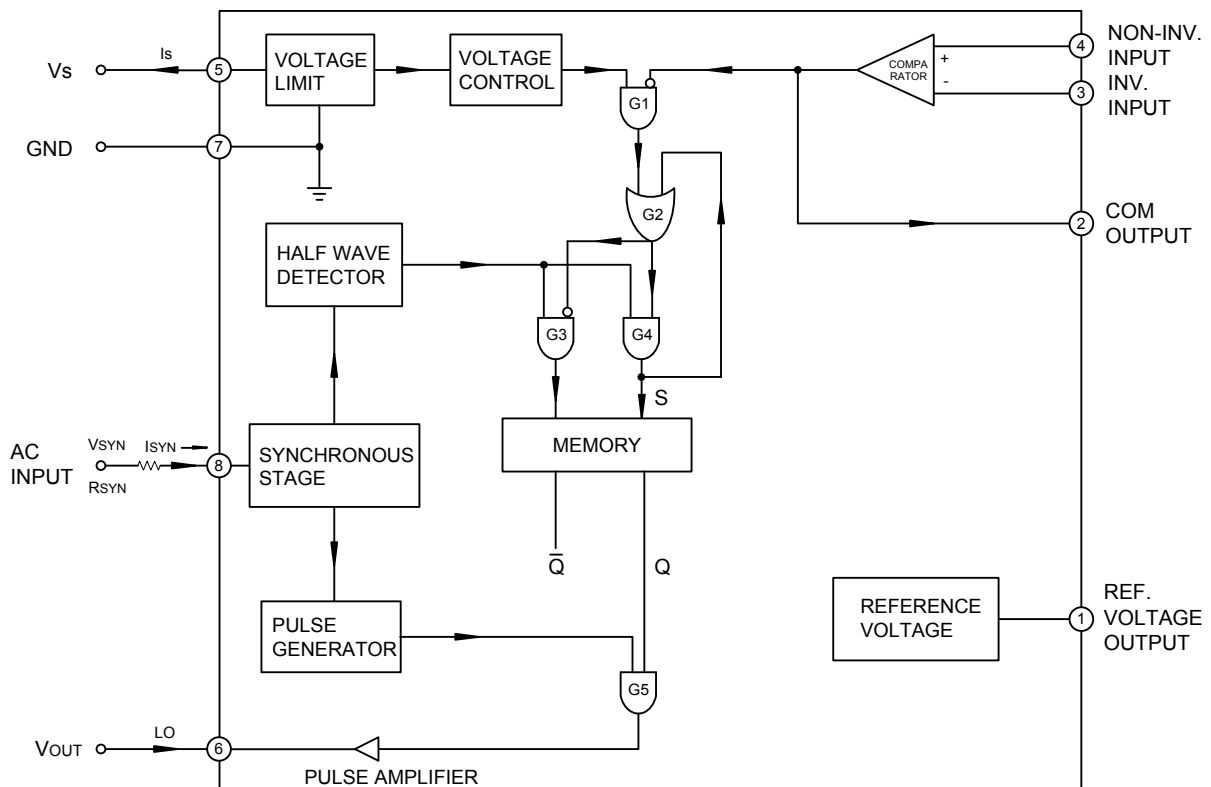 NON-INV.
INPUT
4
Is
VOLTAGE
LIMIT
VOLTAGE
CONTROL
COMPA
RATOR
+
-
Vs
5
3
INV.
INPUT
G1
GND
7
G2
COM
OUTPUT
2
HALF WAVE
DETECTOR
G3
G4
S
AC
INPUT
VSYN
ISYN
RSYN
8
SYNCHRONOUS
STAGE
MEMORY
Q̅
Q
REFERENCE
VOLTAGE
1
REF.
VOLTAGE
OUTPUT
PULSE
GENERATOR
G5
VOUT
LO
6
PULSE AMPLIFIER